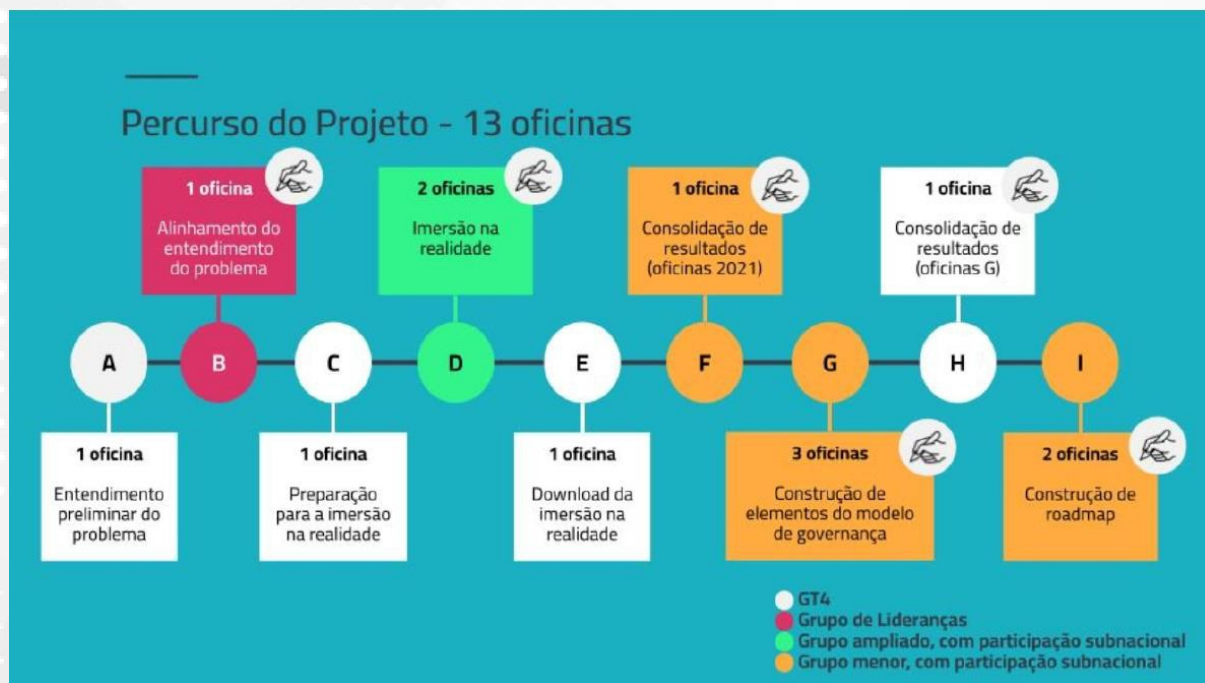 Percurso do Projeto - 13 oficinas
1 oficina
Alinhamento do
entendimento
do problema
2 oficinas
Imersão na
realidade
1 oficina
Consolidação de
resultados
(oficinas 2021)
1 oficina
Consolidação de
resultados
(oficinas G)
A
B
C
D
E
F
G
H
I
1 oficina
Entendimento
preliminar do
problema
1 oficina
Preparação
para a imersão
na realidade
1 oficina
Download da
imersão na
realidade
3 oficinas
Construção de
elementos do modelo
de governança
2 oficinas
Construção de
roadmap
GT4
Grupo de Lideranças
Grupo ampliado, com participação subnacional
Grupo menor, com participação subnacional